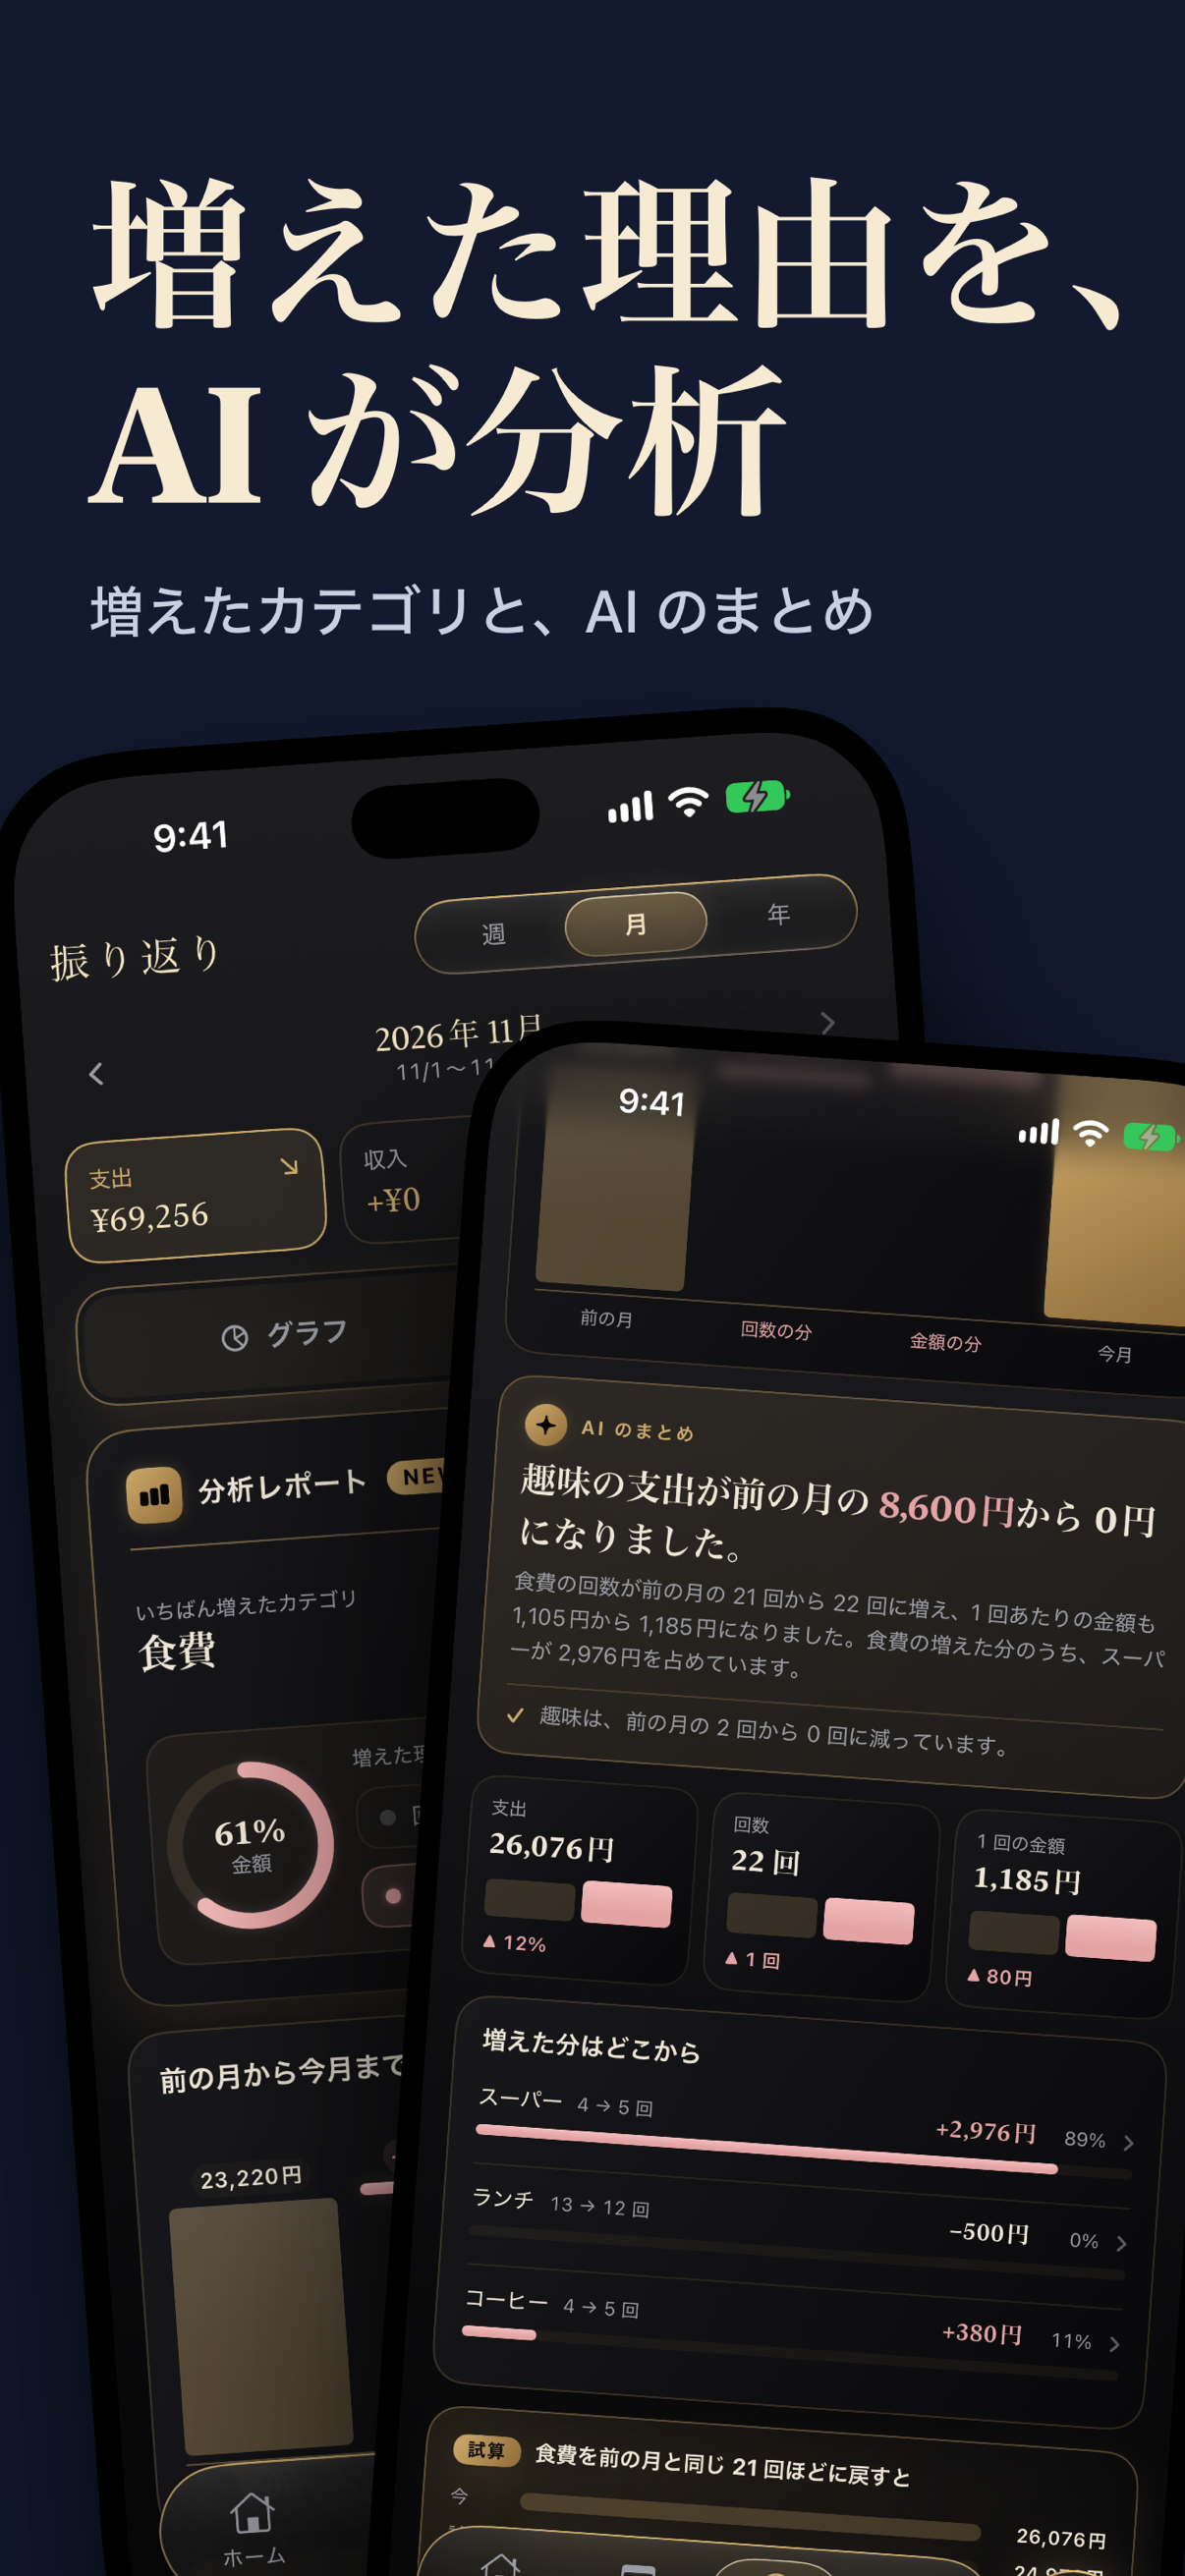 増えた理由を、
AI が分析
増えたカテゴリと、AI のまとめ
9:41
振り返り
週
月
年
2026年 11月
11/1〜11
支出
¥69,256
収入
+¥0
グラフ
分析レポート
いちばん増えたカテゴリ
食費
61%
金額
増えた
前の月から今月まで
23,220円
ホーム
9:41
前の月
回数の分
金額の分
今月
AI のまとめ
趣味の支出が前の月の 8,600円から 0円
になりました。
食費の回数が前の月の 21 回から 22 回に増え、1 回あたりの金額も
1,105円から 1,185円になりました。食費の増えた分のうち、スーパ
ーが 2,976円を占めています。
趣味は、前の月の 2 回から 0 回に減っています。
支出
26,076円
▲ 12%
回数
22 回
▲ 1 回
1 回の金額
1,185円
▲ 80円
増えた分はどこから
スーパー 4 → 5 回 +2,976円 89%
ランチ 13 → 12 回 −500円 0%
コーヒー 4 → 5 回 +380円 11%
試算 食費を前の月と同じ 21 回ほどに戻すと
今
26,076円